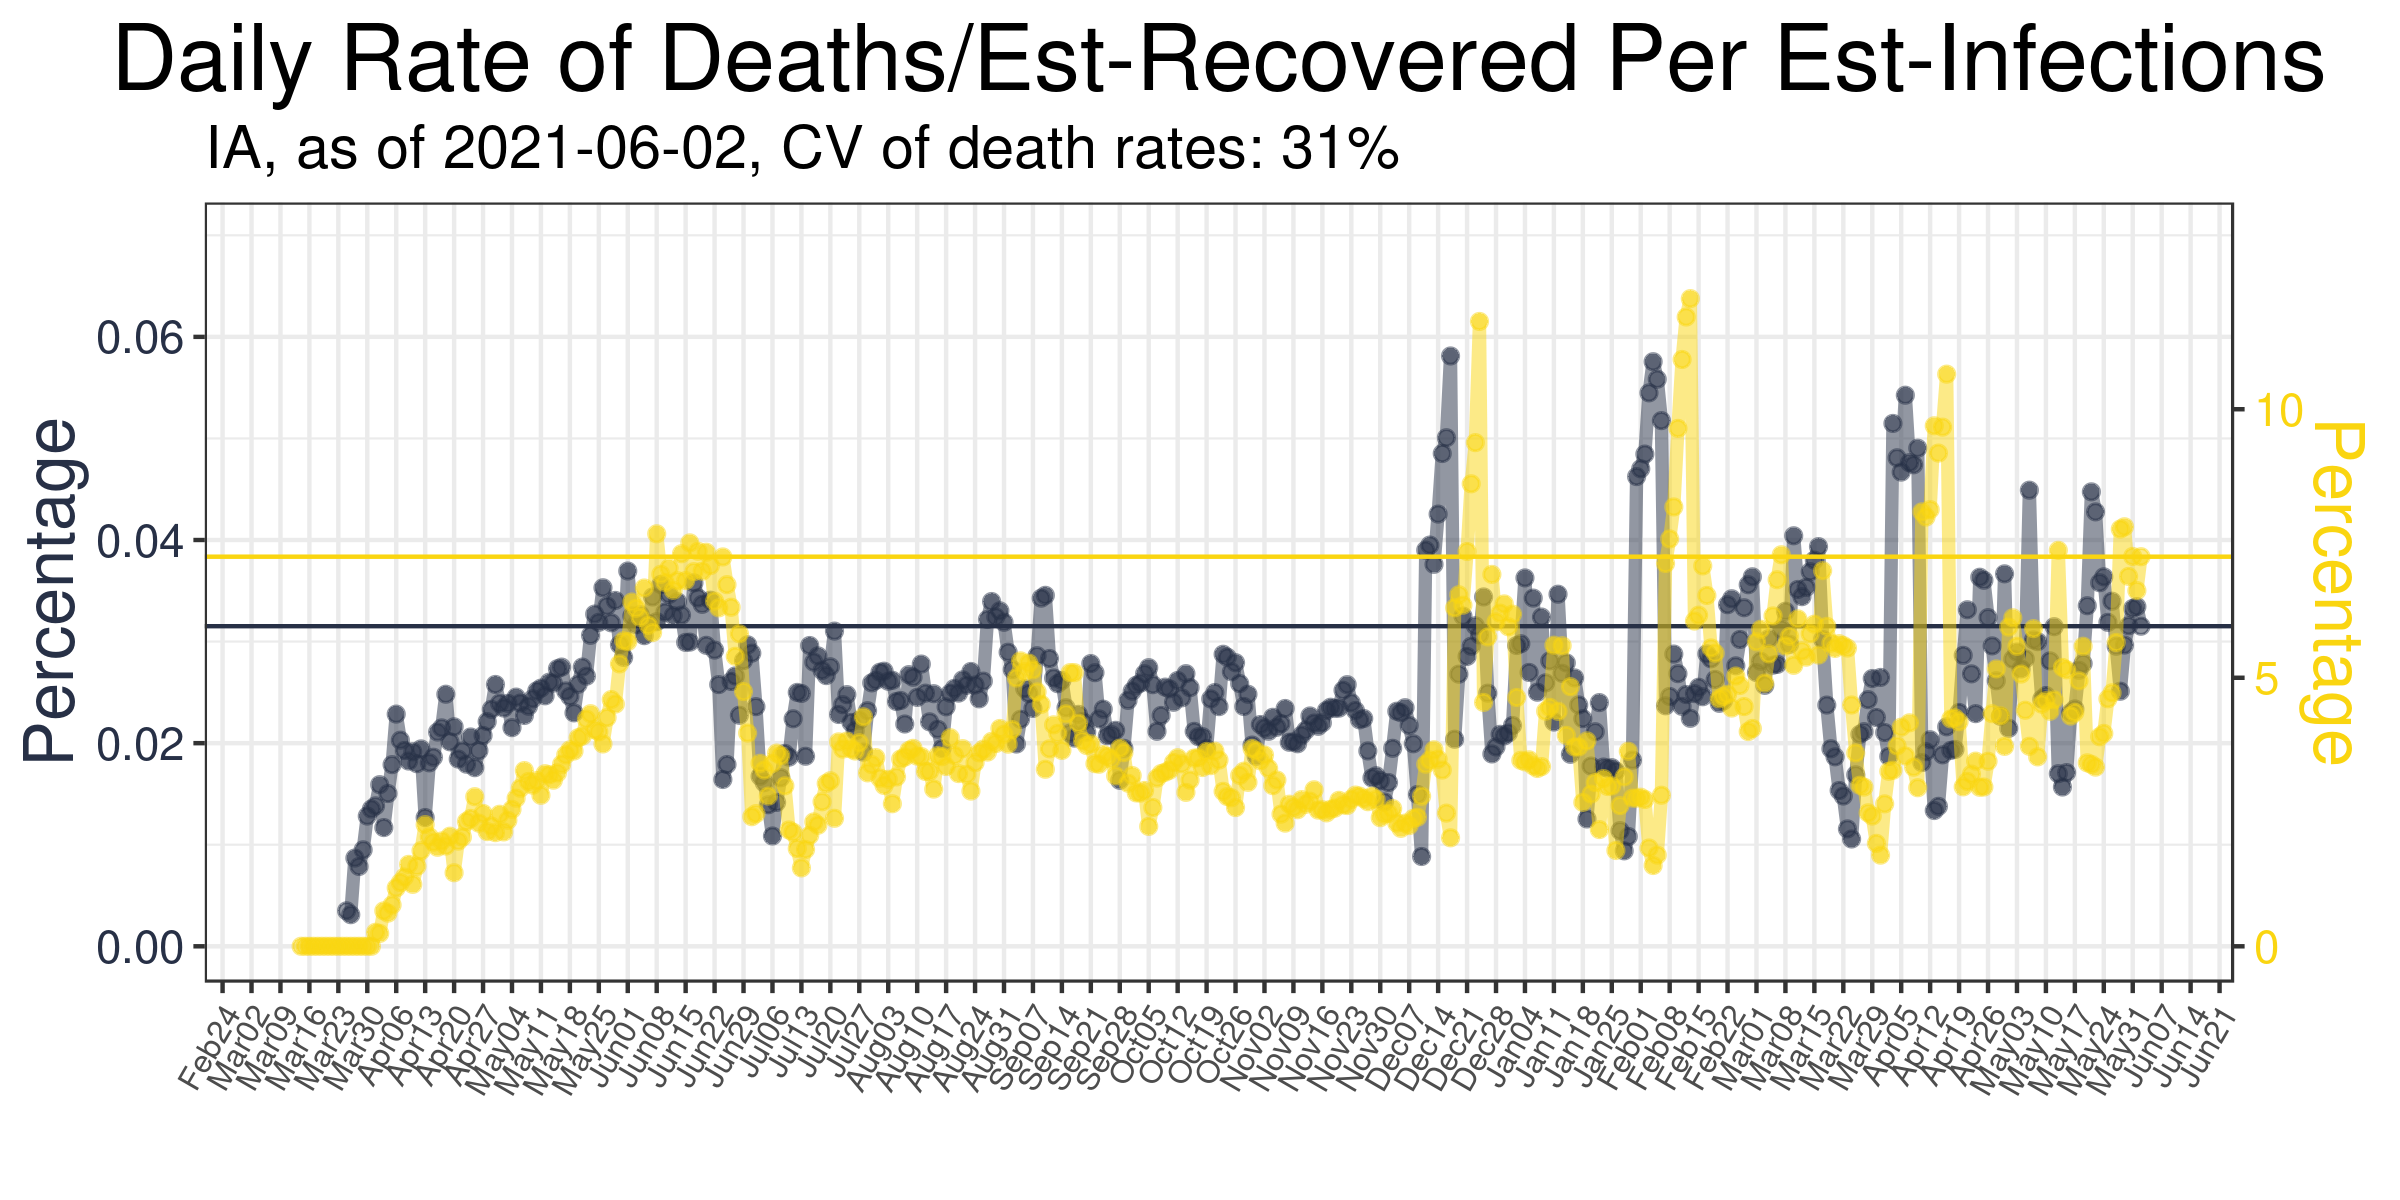 Daily Rate of Deaths/Est-Recovered Per Est-Infections
IA, as of 2021-06-02, CV of death rates: 31%
Percentage
0.06
0.04
0.02
0.00
10
5
0
Percentage
Feb24
Mar02
Mar09
Mar16
Mar23
Mar30
Apr06
Apr13
Apr20
Apr27
May04
May11
May18
May25
Jun01
Jun08
Jun15
Jun22
Jun29
Jul06
Jul13
Jul20
Jul27
Aug03
Aug10
Aug17
Aug24
Aug31
Sep07
Sep14
Sep21
Sep28
Oct05
Oct12
Oct19
Oct26
Nov02
Nov09
Nov16
Nov23
Nov30
Dec07
Dec14
Dec21
Dec28
Jan04
Jan11
Jan18
Jan25
Feb01
Feb08
Feb15
Feb22
Mar01
Mar08
Mar15
Mar22
Mar29
Apr05
Apr12
Apr19
Apr26
May03
May10
May17
May24
May31
Jun07
Jun14
Jun21